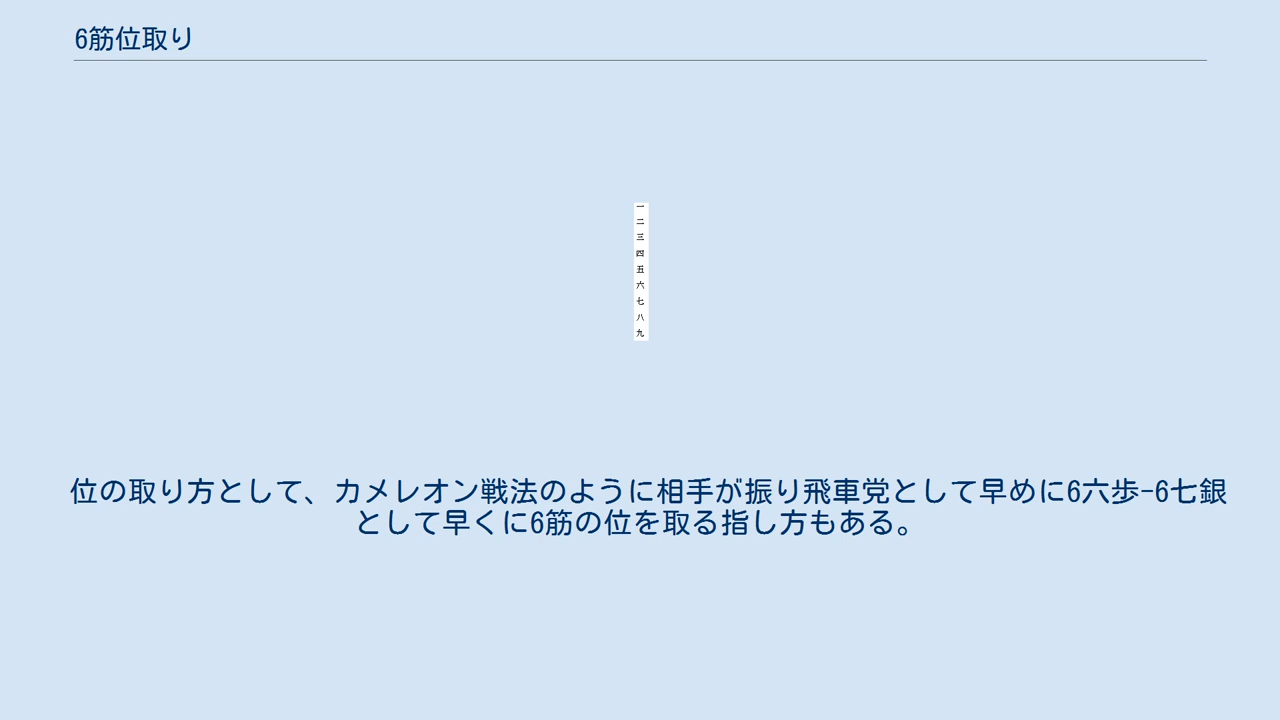 6筋位取り
一
二
三
四
五
六
七
八
九
位の取り方として、カメレオン戦法のように相手が振り飛車党として早めに6六歩-6七銀
として早くに6筋の位を取る指し方もある。